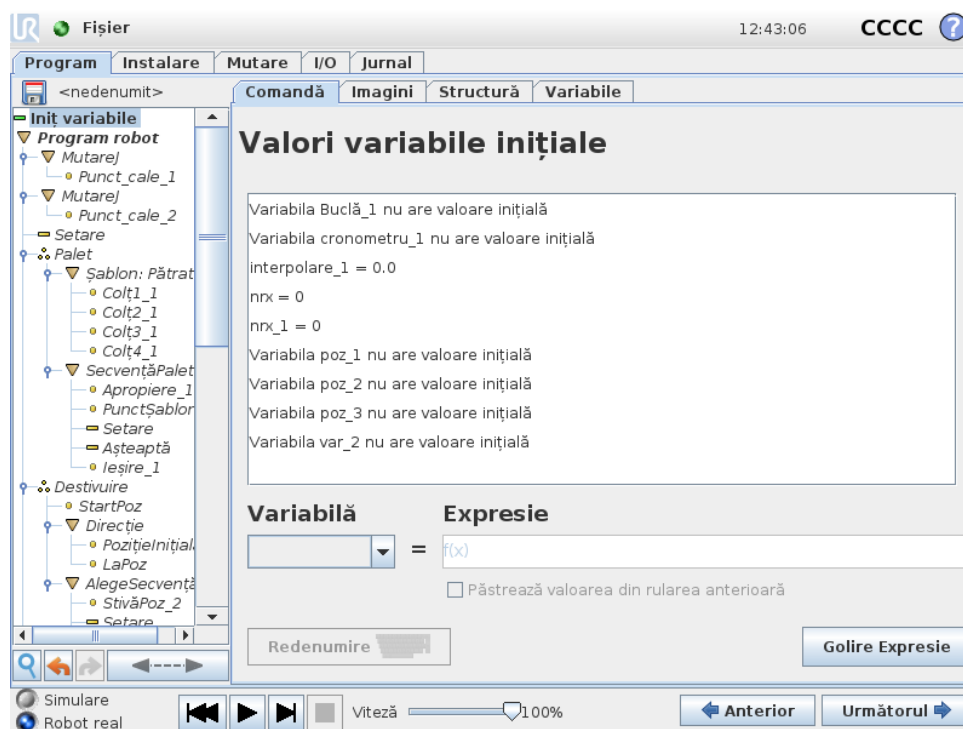 UR Fișier 12:43:06 CCCC ?
Program Instalare Mutare I/O Jurnal
<nedenumit>
Comandă Imagini Structură Variabile
Iniț variabile
Program robot
MutareJ
Punct_cale_1
MutareJ
Punct_cale_2
Setare
Palet
Șablon: Pătrat
Colț1_1
Colț2_1
Colț3_1
Colț4_1
SecvențăPalet
Apropiere_1
PunctȘablon
Setare
Așteaptă
Ieșire_1
Destivuire
StartPoz
Direcție
PozițieInițial
LaPoz
AlegeSecvență
StivăPoz_2
Setare
Valori variabile inițiale
Variabila Buclă_1 nu are valoare inițială
Variabila cronometru_1 nu are valoare inițială
interpolare_1 = 0.0
nrx = 0
nrx_1 = 0
Variabila poz_1 nu are valoare inițială
Variabila poz_2 nu are valoare inițială
Variabila poz_3 nu are valoare inițială
Variabila var_2 nu are valoare inițială
Variabilă Expresie
= f(x)
Păstrează valoarea din rularea anterioară
Redenumire
Golire Expresie
Simulare
Robot real
Viteză 100%
Anterior Următorul